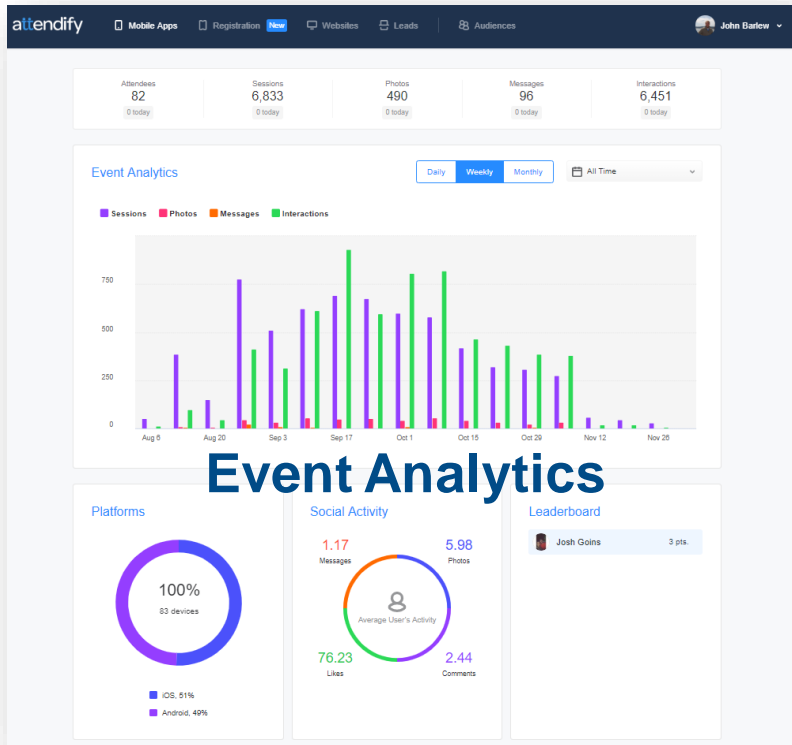 attendify Mobile Apps Registration New Websites Leads Audiences John Barlew
Attendees Sessions Photos Messages Interactions
82 6,833 490 96 6,451
0 today 0 today 0 today 0 today 0 today
Event Analytics Daily Weekly Monthly All Time
Sessions Photos Messages Interactions
750
500
250
0
Aug 6 Aug 20 Sep 3 Sep 17 Oct 1 Oct 15 Oct 29 Nov 12 Nov 26
Event Analytics
Platforms
100%
83 devices
iOS, 51%
Android, 49%
Social Activity
1.17 5.98
Messages Photos
Average User's Activity
76.23 2.44
Likes Comments
Leaderboard
Josh Goins 3 pts.